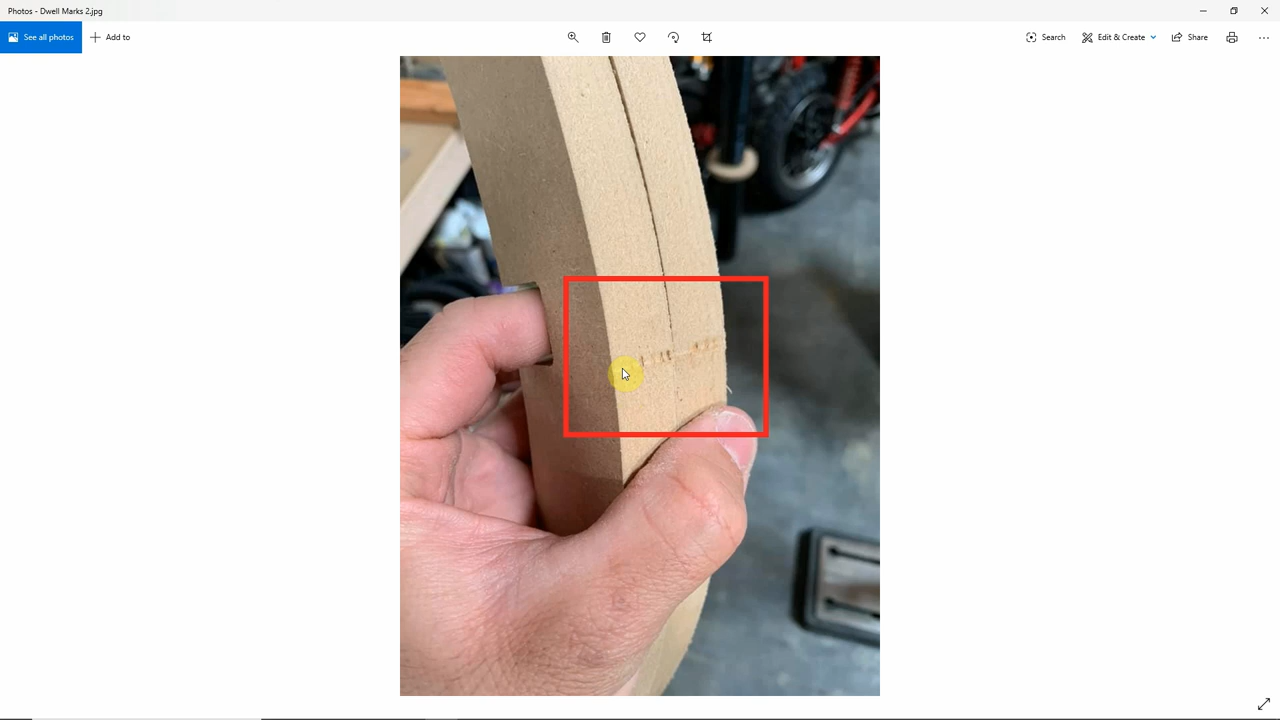 Photos - Dwell Marks 2.jpg
See all photos
Add to
Search
Edit & Create
Share